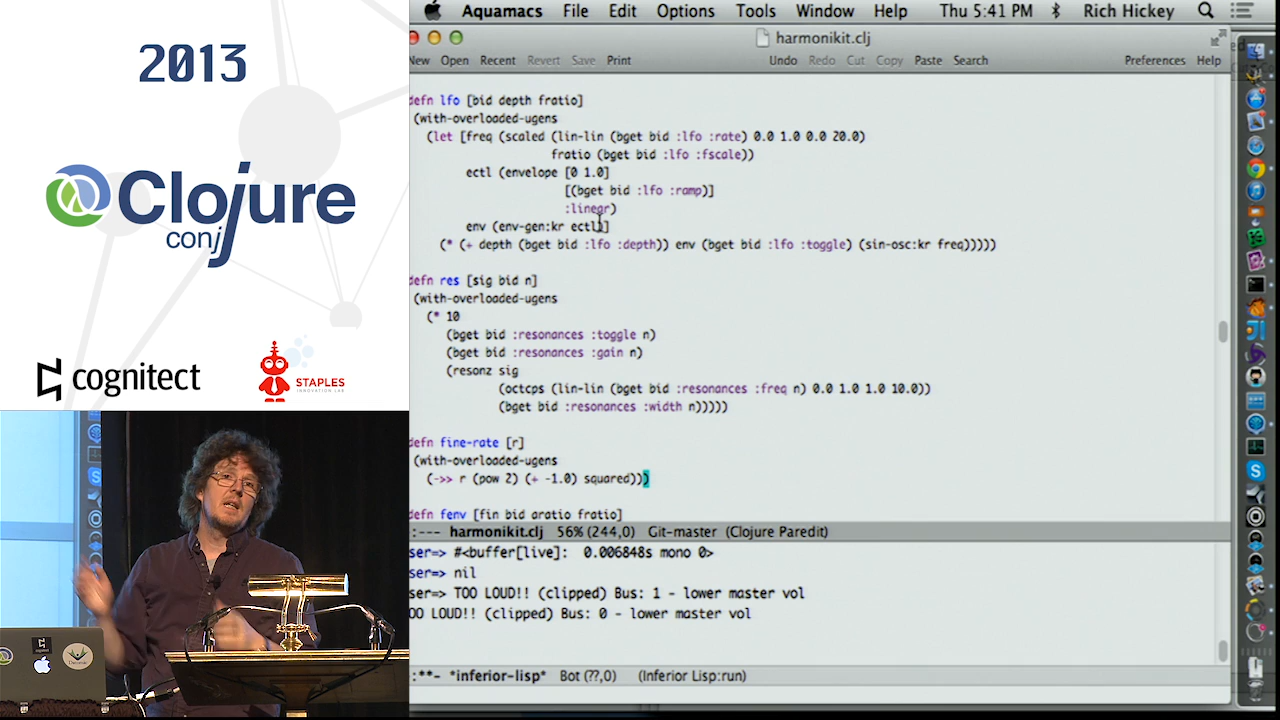 2013
Clojure
conj
cognitect
STAPLES
INNOVATION LAB
Aquamacs File Edit Options Tools Window Help Thu 5:41 PM Rich Hickey
harmonikit.clj
New Open Recent Revert Save Print Undo Redo Cut Copy Paste Search Preferences Help
defn lfo [bid depth fratio]
(with-overloaded-ugens
(let [freq (scaled (lin-lin (bget bid :lfo :rate) 0.0 1.0 0.0 20.0)
fratio (bget bid :lfo :fscale))
ectl (envelope [0 1.0]
[(bget bid :lfo :ramp)]
:linear)
env (env-gen:kr ectl)]
(* (+ depth (bget bid :lfo :depth)) env (bget bid :lfo :toggle) (sin-osc:kr freq)))))
defn res [sig bid n]
(with-overloaded-ugens
(* 10
(bget bid :resonances :toggle n)
(bget bid :resonances :gain n)
(resonz sig
(octcps (lin-lin (bget bid :resonances :freq n) 0.0 1.0 1.0 10.0))
(bget bid :resonances :width n)))))
defn fine-rate [r]
(with-overloaded-ugens
(->> r (pow 2) (+ -1.0) squared)))
defn fenv [fin bid aratio fratio]
:--- harmonikit.clj 56% (244,0) Git-master (Clojure Paredit)
ser=> #<buffer[live]: 0.006848s mono 0>
ser=> nil
ser=> TOO LOUD!! (clipped) Bus: 1 - lower master vol
OO LOUD!! (clipped) Bus: 0 - lower master vol
:**- *inferior-lisp* Bot (??,0) (Inferior Lisp:run)